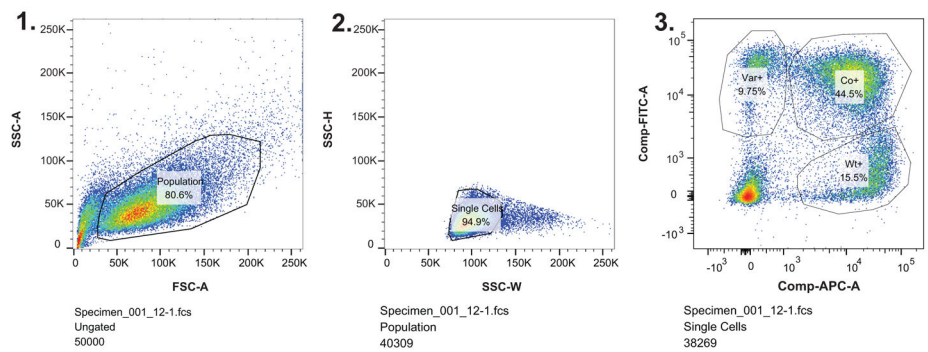 1.
250K
200K
150K
100K
50K
0
SSC-A
Population
80.6%
0 50K 100K 150K 200K 250K
FSC-A
Specimen_001_12-1.fcs
Ungated
50000
2.
250K
200K
150K
100K
50K
0
SSC-H
Single Cells
94.9%
0 50K 100K 150K 200K 250K
SSC-W
Specimen_001_12-1.fcs
Population
40309
3.
10^5
10^4
10^3
0
-10^3
Comp-FITC-A
Var+
9.75%
Co+
44.5%
Wt+
15.5%
-10^3 0 10^3 10^4 10^5
Comp-APC-A
Specimen_001_12-1.fcs
Single Cells
38269